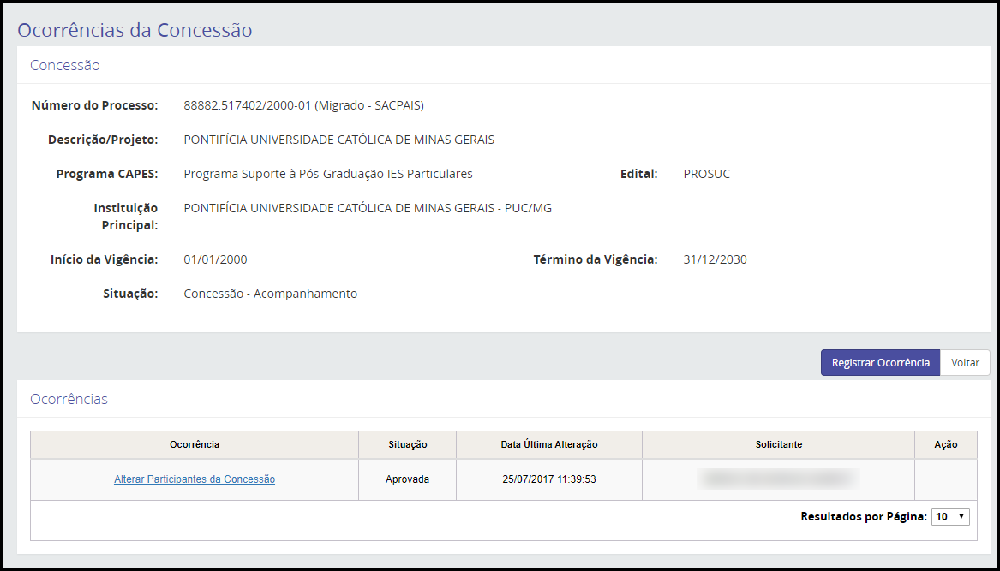 Ocorrências da Concessão
Concessão
Número do Processo: 88882.517402/2000-01 (Migrado - SACPAIS)
Descrição/Projeto: PONTIFÍCIA UNIVERSIDADE CATÓLICA DE MINAS GERAIS
Programa CAPES: Programa Suporte à Pós-Graduação IES Particulares Edital: PROSUC
Instituição PONTIFÍCIA UNIVERSIDADE CATÓLICA DE MINAS GERAIS - PUC/MG
Principal:
Início da Vigência: 01/01/2000 Término da Vigência: 31/12/2030
Situação: Concessão - Acompanhamento
Registrar Ocorrência Voltar
Ocorrências
Ocorrência Situação Data Última Alteração Solicitante Ação
Alterar Participantes da Concessão Aprovada 25/07/2017 11:39:53
Resultados por Página: 10